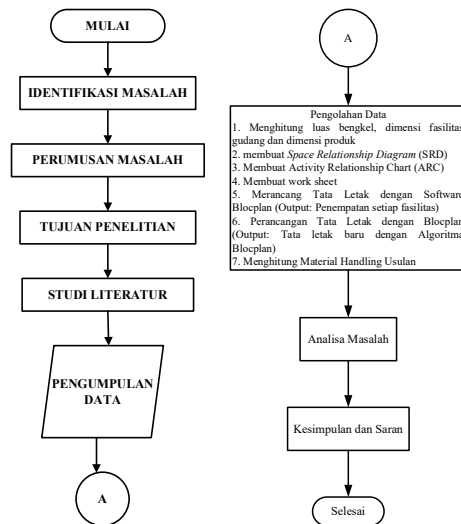 MULAI
IDENTIFIKASI MASALAH
PERUMUSAN MASALAH
TUJUAN PENELITIAN
STUDI LITERATUR
PENGUMPULAN
DATA
A
A
Pengolahan Data
1. Menghitung luas bengkel, dimensi fasilitas
gudang dan dimensi produk
2. membuat Space Relationship Diagram (SRD)
3. Membuat Activity Relationship Chart (ARC)
4. Membuat work sheet
5. Merancang Tata Letak dengan Software
Blocplan (Output: Penempatan setiap fasilitas)
6. Perancangan Tata Letak dengan Blocplan
(Output: Tata letak baru dengan Algoritma
Blocplan)
7. Menghitung Material Handling Usulan
Analisa Masalah
Kesimpulan dan Saran
Selesai